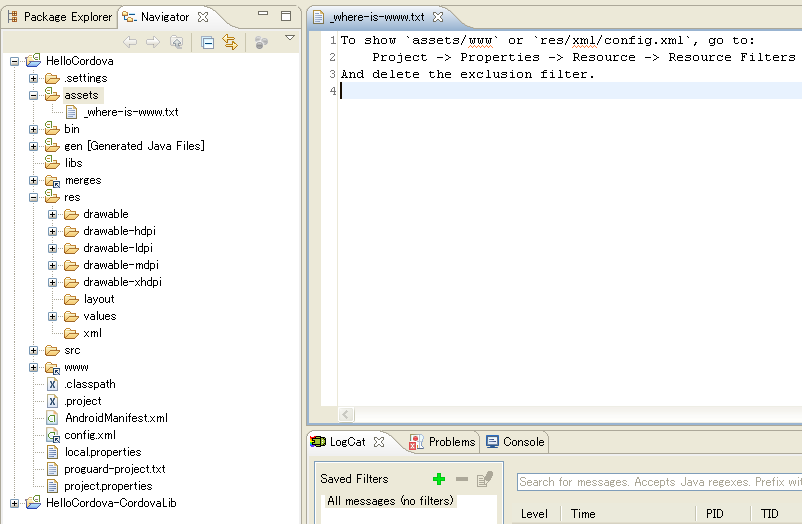 Package Explorer
Navigator
HelloCordova
.settings
assets
_where-is-www.txt
bin
gen [Generated Java Files]
libs
merges
res
drawable
drawable-hdpi
drawable-ldpi
drawable-mdpi
drawable-xhdpi
layout
values
xml
src
www
.classpath
.project
AndroidManifest.xml
config.xml
local.properties
proguard-project.txt
project.properties
HelloCordova-CordovaLib
_where-is-www.txt
1 To show `assets/www` or `res/xml/config.xml`, go to:
2 Project -> Properties -> Resource -> Resource Filters
3 And delete the exclusion filter.
4
LogCat
Problems
Console
Saved Filters
All messages (no filters)
Search for messages. Accepts Java regexes. Prefix wit
Level Time PID TID